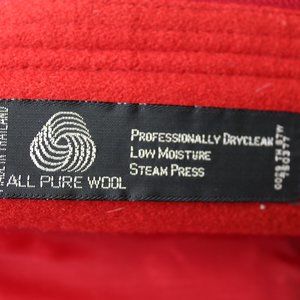 MADE IN THAILAND
ALL PURE WOOL
PROFESSIONALLY DRYCLEAN
LOW MOISTURE
STEAM PRESS